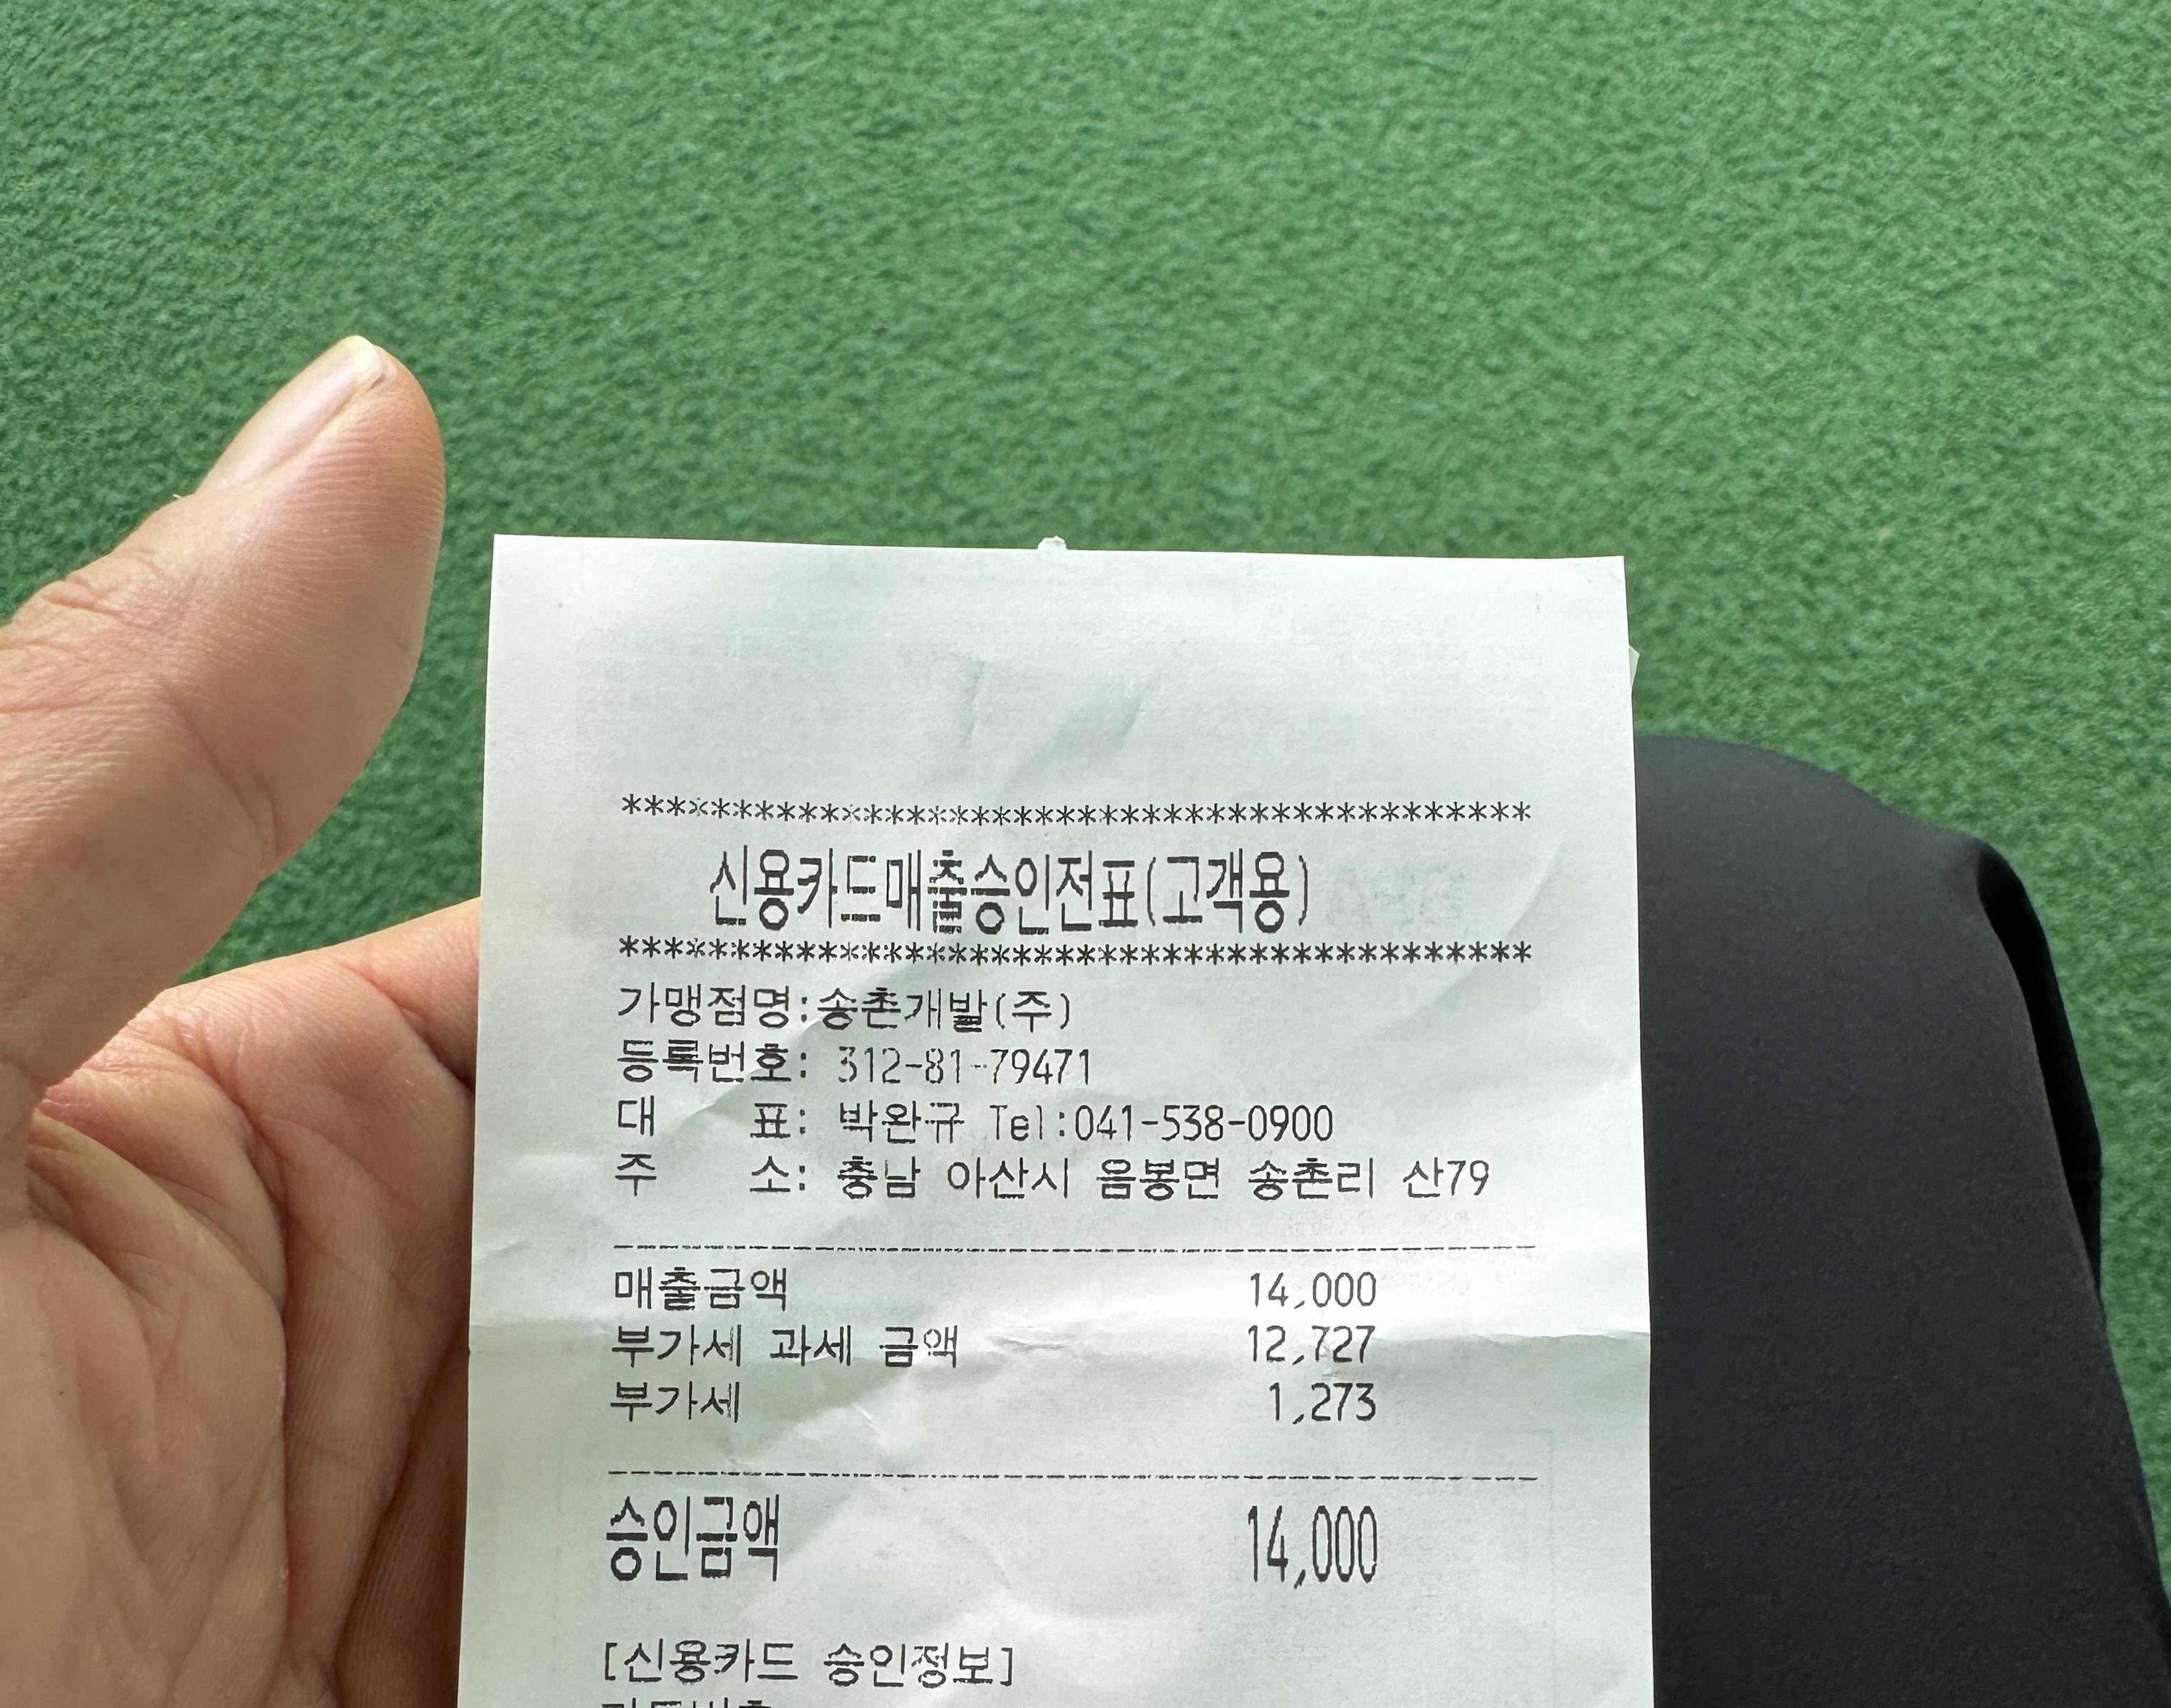 ******************************************
신용카드매출승인전표(고객용)
******************************************
가맹점명:송촌개발(주)
등록번호: 312-81-79471
대 표: 박완규 Tel:041-538-0900
주 소: 충남 아산시 음봉면 송촌리 산79
매출금액 14,000
부가세 과세 금액 12,727
부가세 1,273
승인금액 14,000
[신용카드 승인정보]